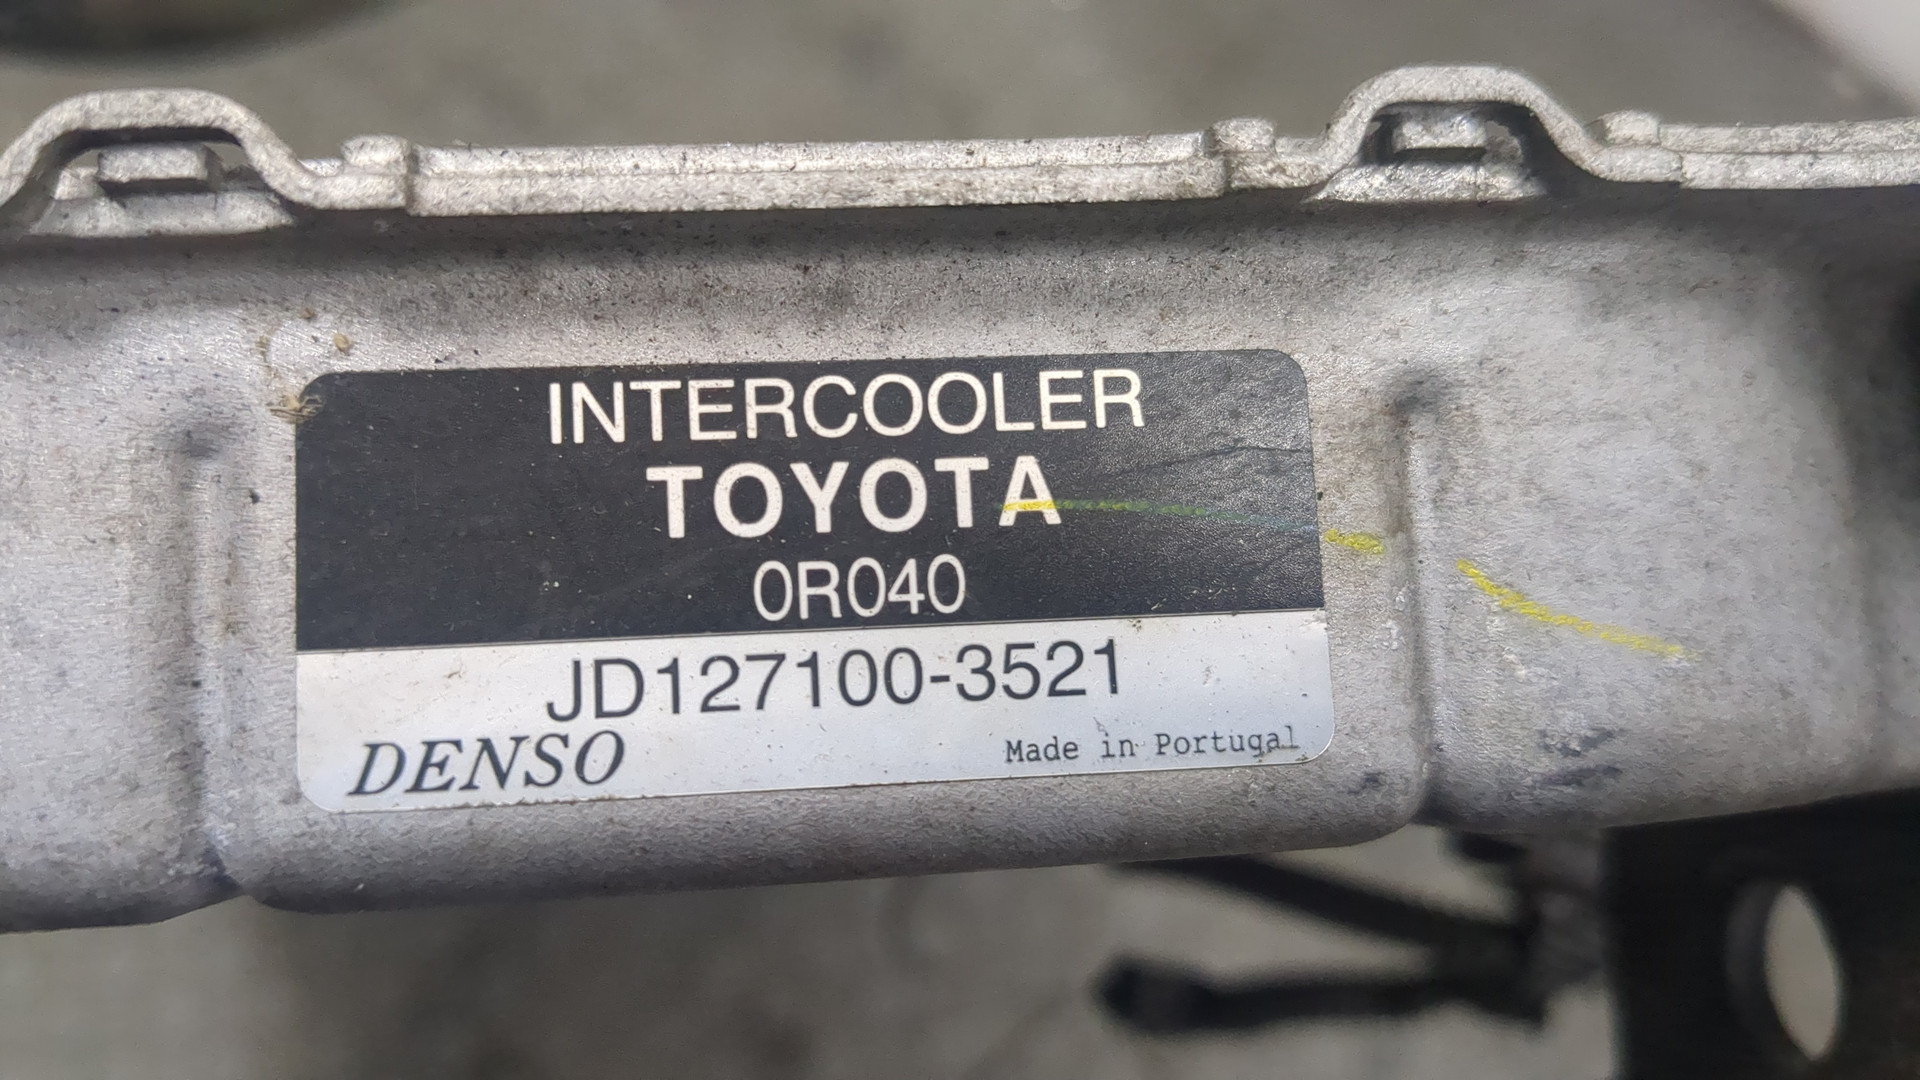 INTERCOOLER
TOYOTA
0R040
JD127100-3521
DENSO Made in Portugal